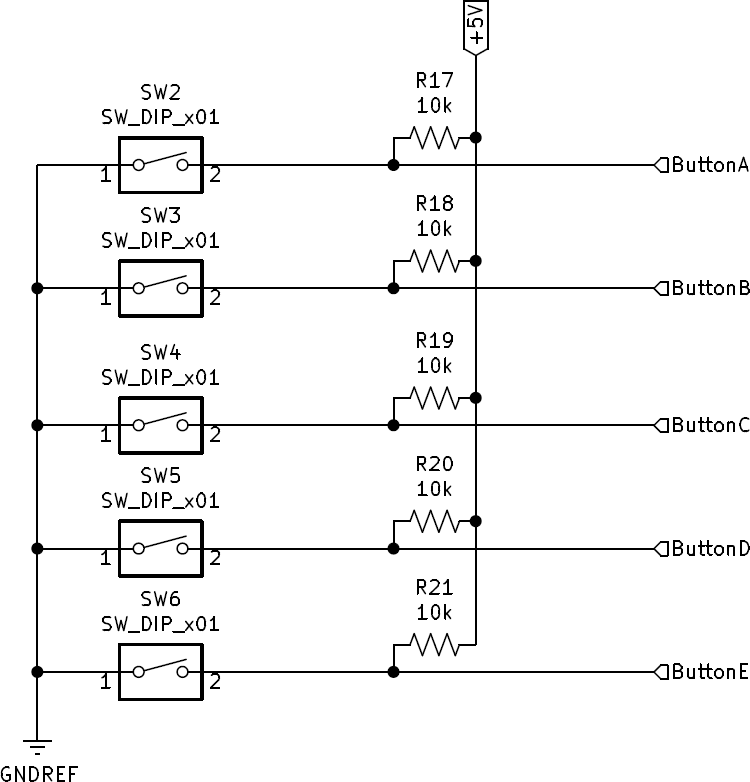 +5V
R17
10k
SW2
SW_DIP_x01
1
2
ButtonA
R18
10k
SW3
SW_DIP_x01
1
2
ButtonB
R19
10k
SW4
SW_DIP_x01
1
2
ButtonC
R20
10k
SW5
SW_DIP_x01
1
2
ButtonD
R21
10k
SW6
SW_DIP_x01
1
2
ButtonE
GNDREF